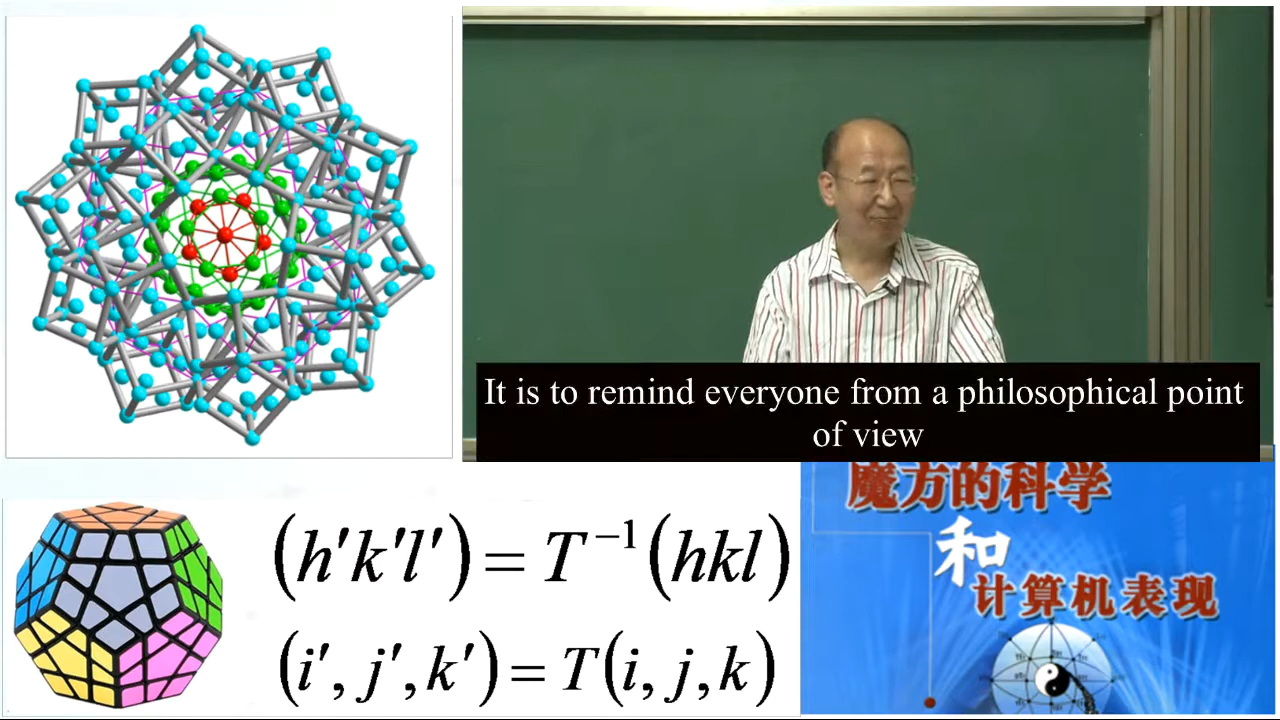 It is to remind everyone from a philosophical point
of view
魔方的科学
和
计算机表现
(h′k′l′) = T⁻¹(hkl)
(i′, j′, k′) = T(i, j, k)